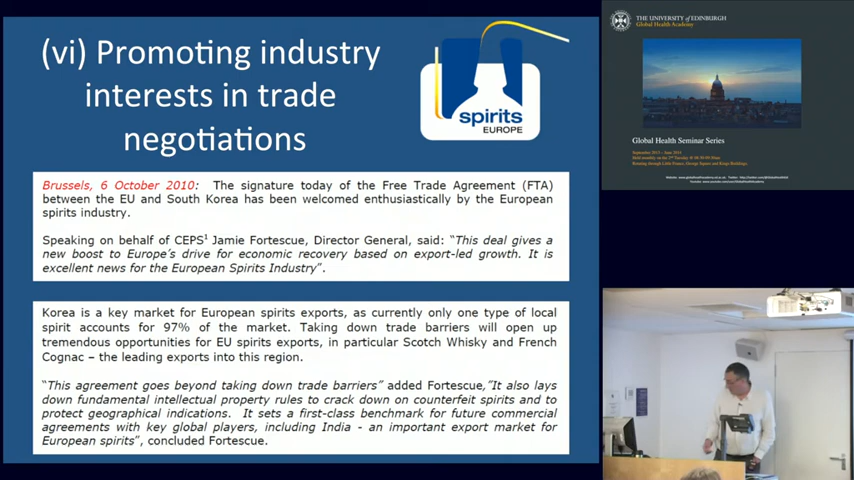 (vi) Promoting industry
interests in trade
negotiations
spirits
EUROPE
Brussels, 6 October 2010: The signature today of the Free Trade Agreement (FTA)
between the EU and South Korea has been welcomed enthusiastically by the European
spirits industry.
Speaking on behalf of CEPS1 Jamie Fortescue, Director General, said: "This deal gives a
new boost to Europe's drive for economic recovery based on export-led growth. It is
excellent news for the European Spirits Industry".
Korea is a key market for European spirits exports, as currently only one type of local
spirit accounts for 97% of the market. Taking down trade barriers will open up
tremendous opportunities for EU spirits exports, in particular Scotch Whisky and French
Cognac – the leading exports into this region.
"This agreement goes beyond taking down trade barriers" added Fortescue,"It also lays
down fundamental intellectual property rules to crack down on counterfeit spirits and to
protect geographical indications. It sets a first-class benchmark for future commercial
agreements with key global players, including India - an important export market for
European spirits", concluded Fortescue.
THE UNIVERSITY of EDINBURGH
Global Health Academy
Global Health Seminar Series